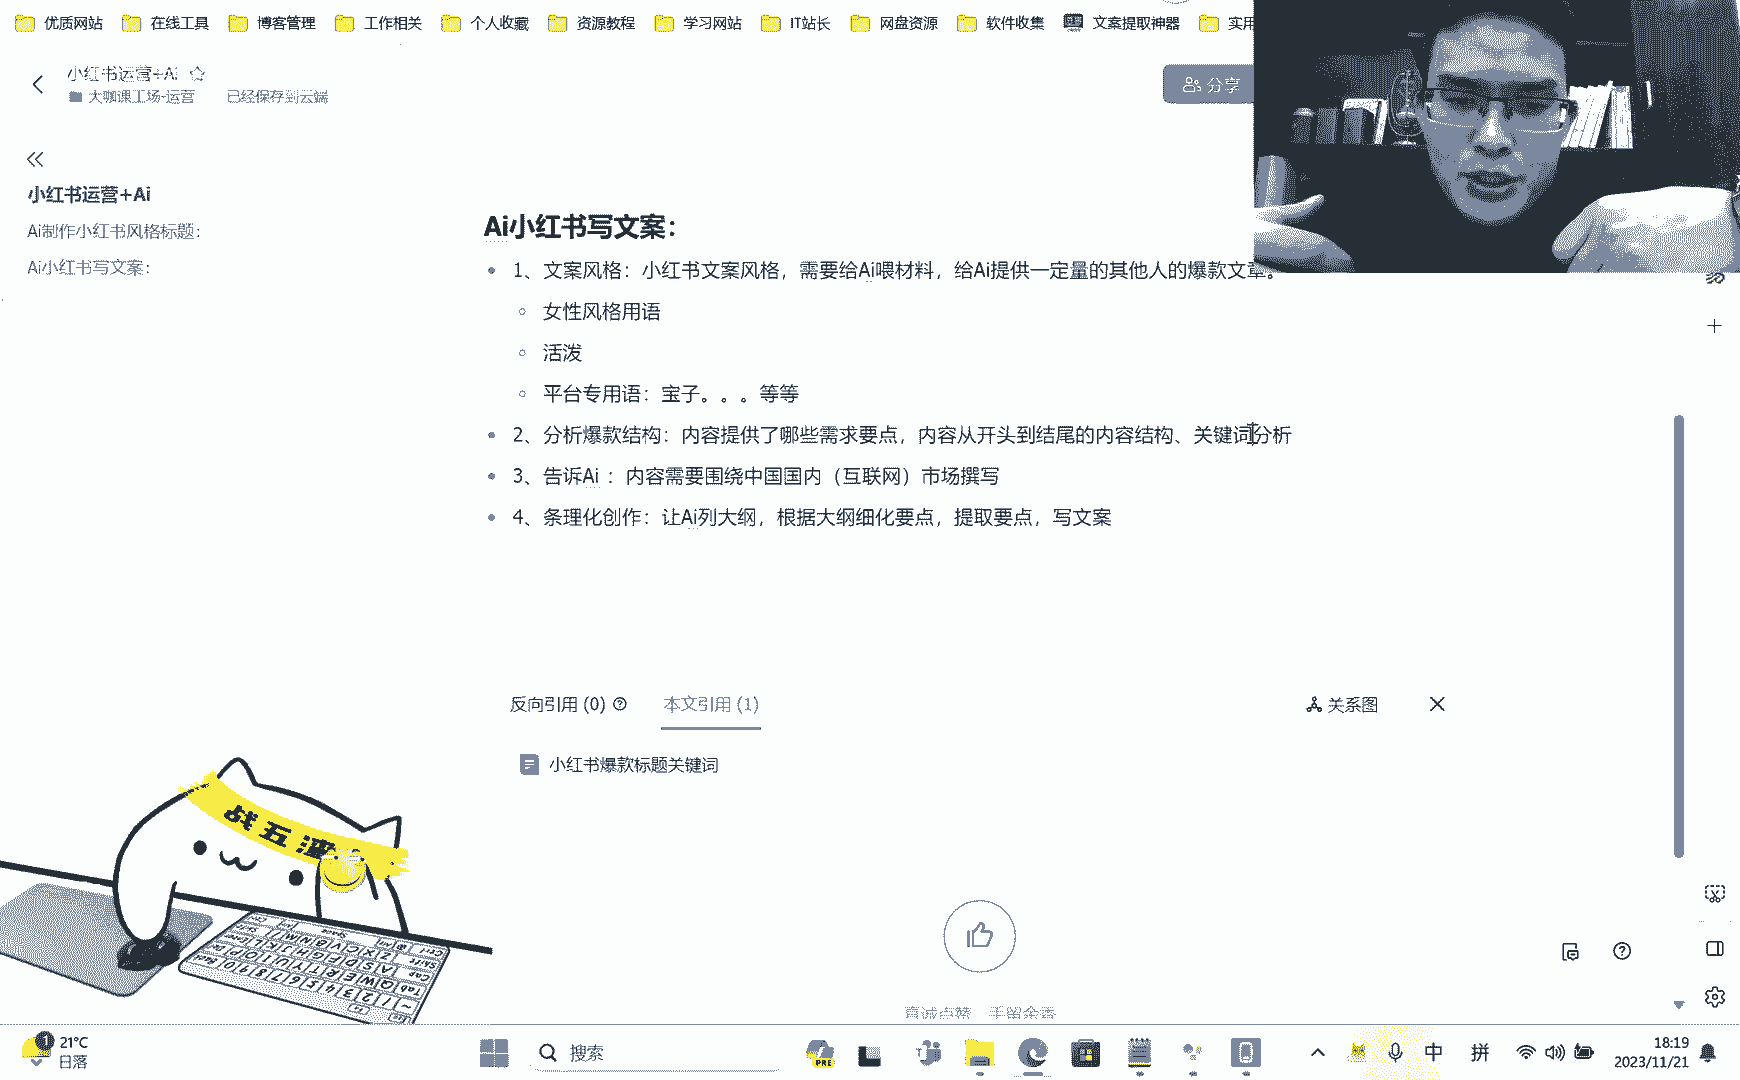 优质网站 在线工具 博客管理 工作相关 个人收藏 资源教程 学习网站 IT站长 网盘资源 软件收集 文案提取神器 实用
小红书运营+Ai
大咖课工场-运营 已经保存到云端
分享
小红书运营+Ai
Ai制作小红书风格标题：
Ai小红书写文案：
Ai小红书写文案：
1、文案风格：小红书文案风格，需要给Ai喂材料，给Ai提供一定量的其他人的爆款文章。
女性风格用语
活泼
平台专用语：宝子。。。等等
2、分析爆款结构：内容提供了哪些需求要点，内容从开头到结尾的内容结构、关键词分析
3、告诉Ai ：内容需要围绕中国国内（互联网）市场撰写
4、条理化创作：让Ai列大纲，根据大纲细化要点，提取要点，写文案
反向引用 (0) 本文引用 (1) 关系图
小红书爆款标题关键词
战五渣
真诚点赞 手留余香
1
21°C
日落
搜索
PRE
中 拼
18:19
2023/11/21